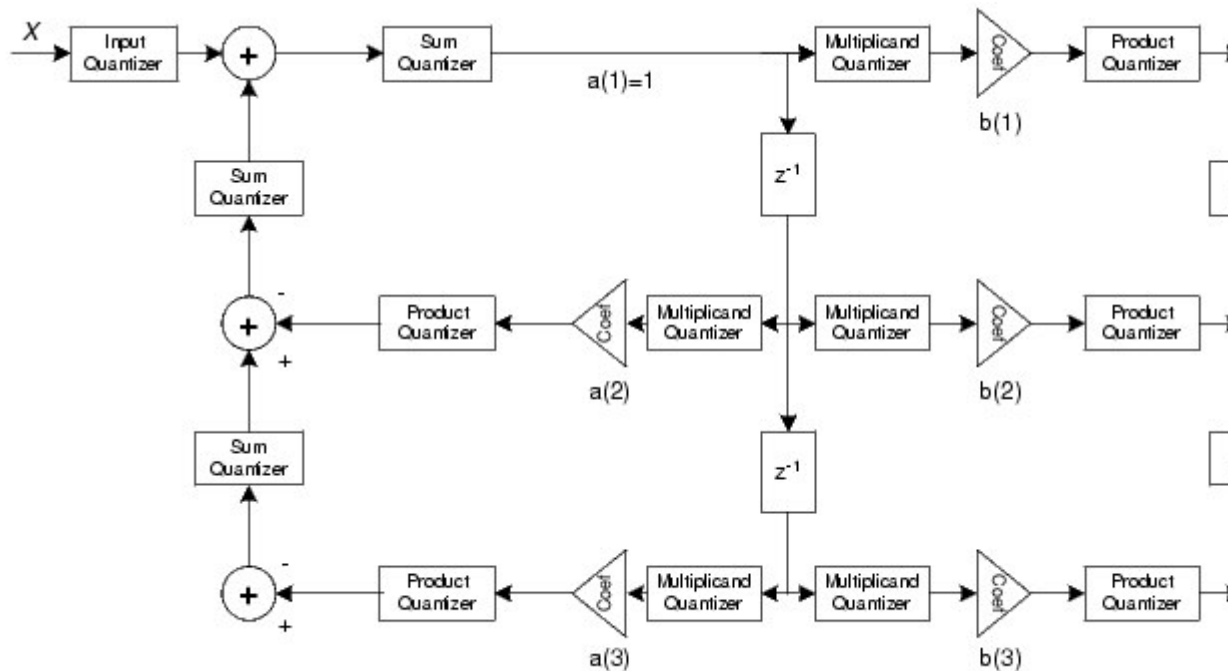 X
Input
Quantizer
+
Sum
Quantizer
a(1)=1
Multiplicand
Quantizer
Coef
b(1)
Product
Quantizer
Sum
Quantizer
z-1
-
+
+
Product
Quantizer
Coef
a(2)
Multiplicand
Quantizer
Multiplicand
Quantizer
Coef
b(2)
Product
Quantizer
Sum
Quantizer
z-1
-
+
+
Product
Quantizer
Coef
a(3)
Multiplicand
Quantizer
Multiplicand
Quantizer
Coef
b(3)
Product
Quantizer